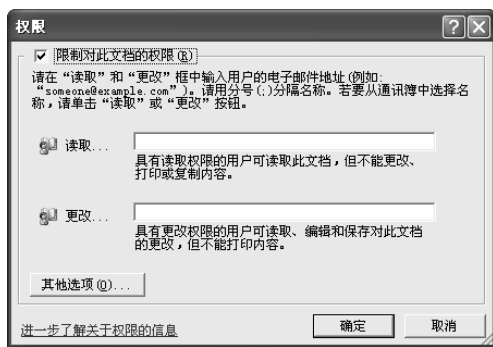 权限
限制对此文档的权限(R)
请在“读取”和“更改”框中输入用户的电子邮件地址(例如:
“someone@example.com”)。请用分号(;)分隔名称。若要从通讯簿中选择名
称,请单击“读取”或“更改”按钮。
读取...
具有读取权限的用户可读取此文档,但不能更改、
打印或复制内容。
更改...
具有更改权限的用户可读取、编辑和保存对此文档
的更改,但不能打印内容。
其他选项(O)...
进一步了解关于权限的信息
确定
取消